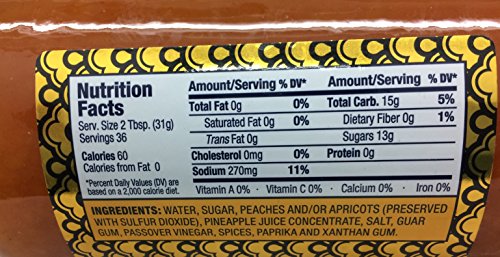 Nutrition
Facts
Serv. Size 2 Tbsp. (31g)
Servings 36
Calories 60
Calories from Fat 0
*Percent Daily Values (DV) are
based on a 2,000 calorie diet.
Amount/Serving % DV*
Total Fat 0g 0%
Saturated Fat 0g 0%
Trans Fat 0g
Cholesterol 0mg 0%
Sodium 270mg 11%
Amount/Serving % DV*
Total Carb. 15g 5%
Dietary Fiber 0g 1%
Sugars 13g
Protein 0g
Vitamin A 0% · Vitamin C 0% · Calcium 0% · Iron 0%
INGREDIENTS: WATER, SUGAR, PEACHES AND/OR APRICOTS (PRESERVED
WITH SULFUR DIOXIDE), PINEAPPLE JUICE CONCENTRATE, SALT, GUAR
GUM, PASSOVER VINEGAR, SPICES, PAPRIKA AND XANTHAN GUM.